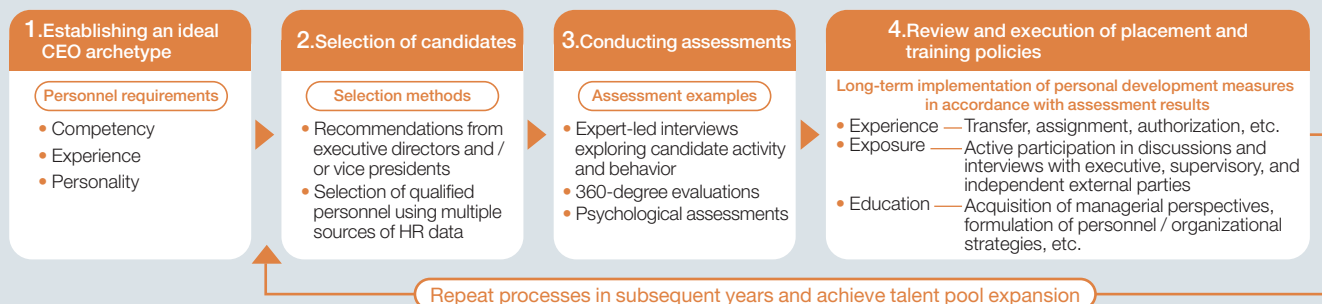 1.Establishing an ideal
CEO archetype
Personnel requirements
• Competency
• Experience
• Personality
2.Selection of candidates
Selection methods
• Recommendations from
executive directors and /
or vice presidents
• Selection of qualified
personnel using multiple
sources of HR data
3.Conducting assessments
Assessment examples
• Expert-led interviews
exploring candidate activity
and behavior
• 360-degree evaluations
• Psychological assessments
4.Review and execution of placement and
training policies
Long-term implementation of personal development measures
in accordance with assessment results
• Experience — Transfer, assignment, authorization, etc.
• Exposure — Active participation in discussions and
interviews with executive, supervisory, and
independent external parties
• Education — Acquisition of managerial perspectives,
formulation of personnel / organizational
strategies, etc.
Repeat processes in subsequent years and achieve talent pool expansion